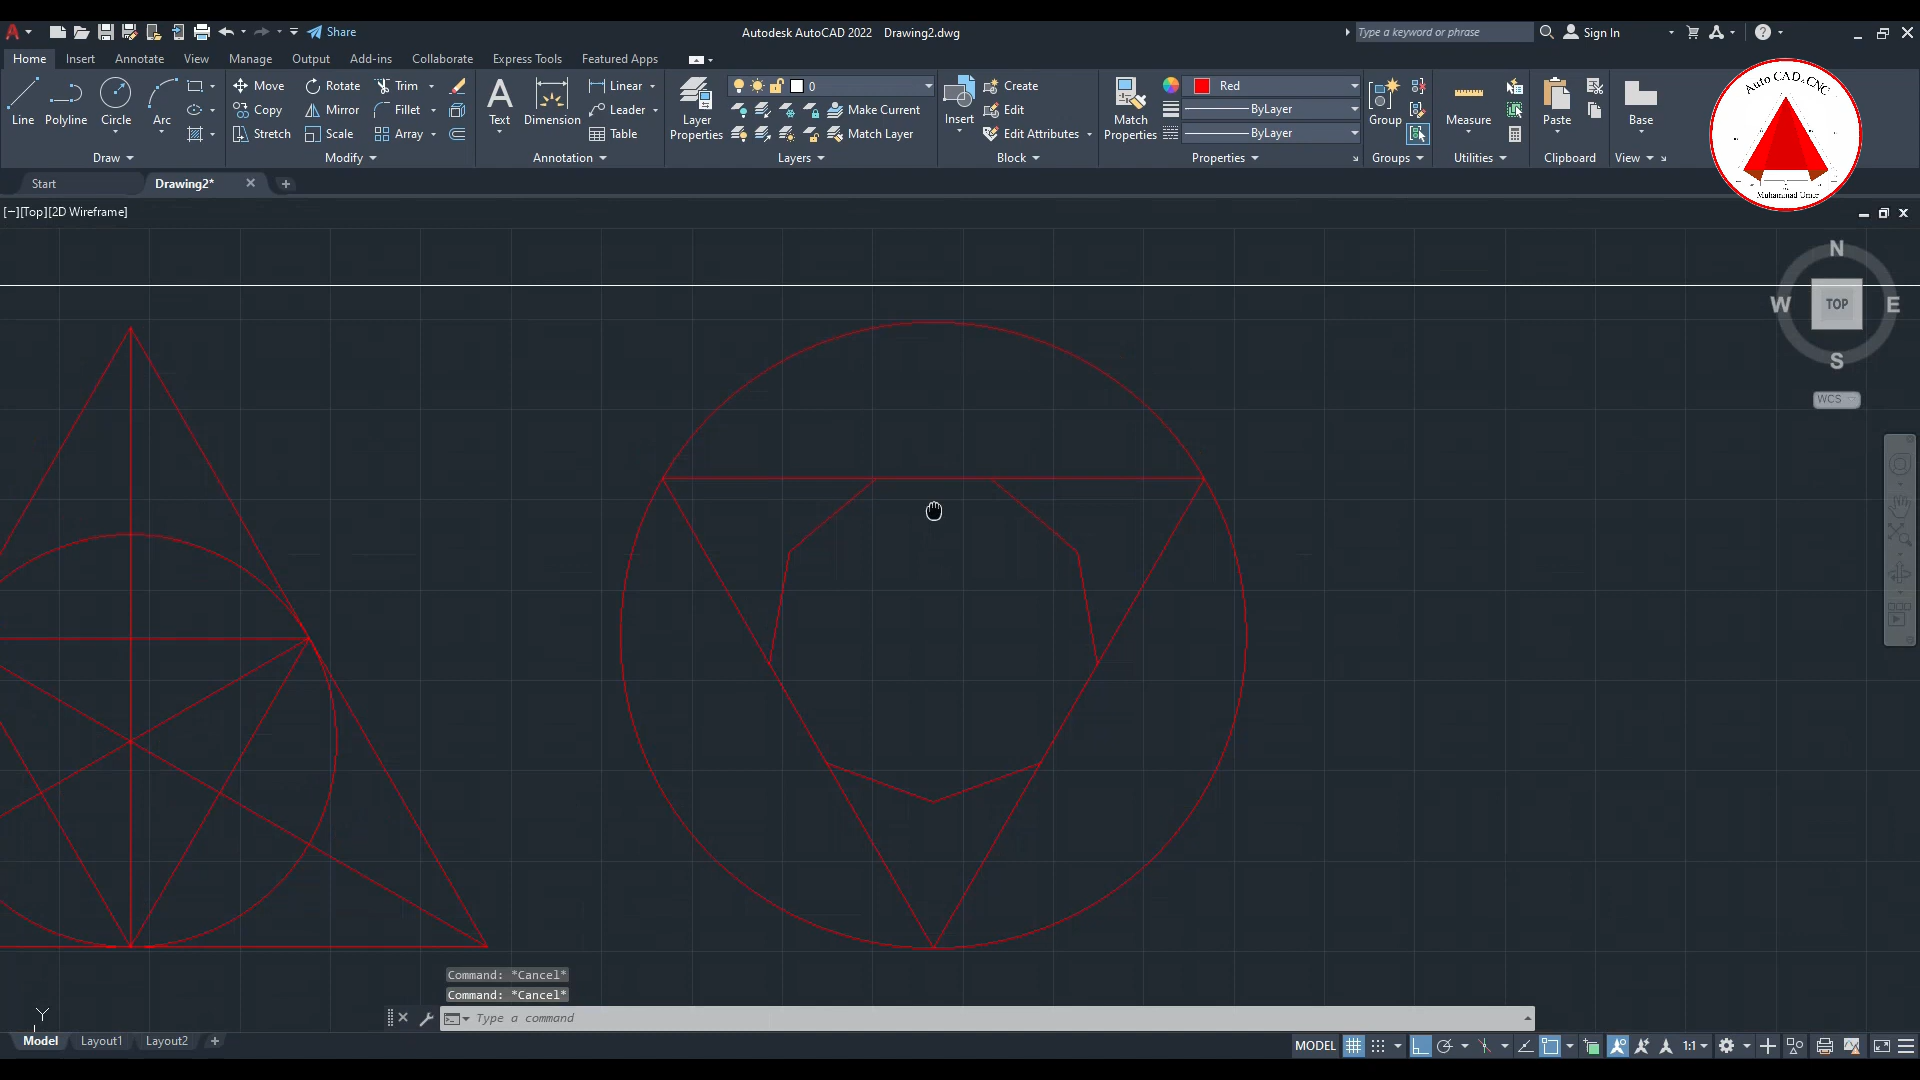 Share
Autodesk AutoCAD 2022 Drawing2.dwg
Type a keyword or phrase
Sign In
Home Insert Annotate View Manage Output Add-ins Collaborate Express Tools Featured Apps
Line Polyline Circle Arc
Move Rotate Trim
Copy Mirror Fillet
Stretch Scale Array
Text Dimension
Linear
Leader
Table
Layer Properties
0
Make Current
Match Layer
Insert
Create
Edit
Edit Attributes
Match Properties
Red
ByLayer
ByLayer
Group
Measure
Paste
Base
Draw Modify Annotation Layers Block Properties Groups Utilities Clipboard View
Auto CAD & CNC
Muhammad Umer
Start Drawing2* +
[−][Top][2D Wireframe]
N
W TOP E
S
WCS
Command: *Cancel*
Command: *Cancel*
Type a command
Y
Model Layout1 Layout2 +
MODEL 1:1